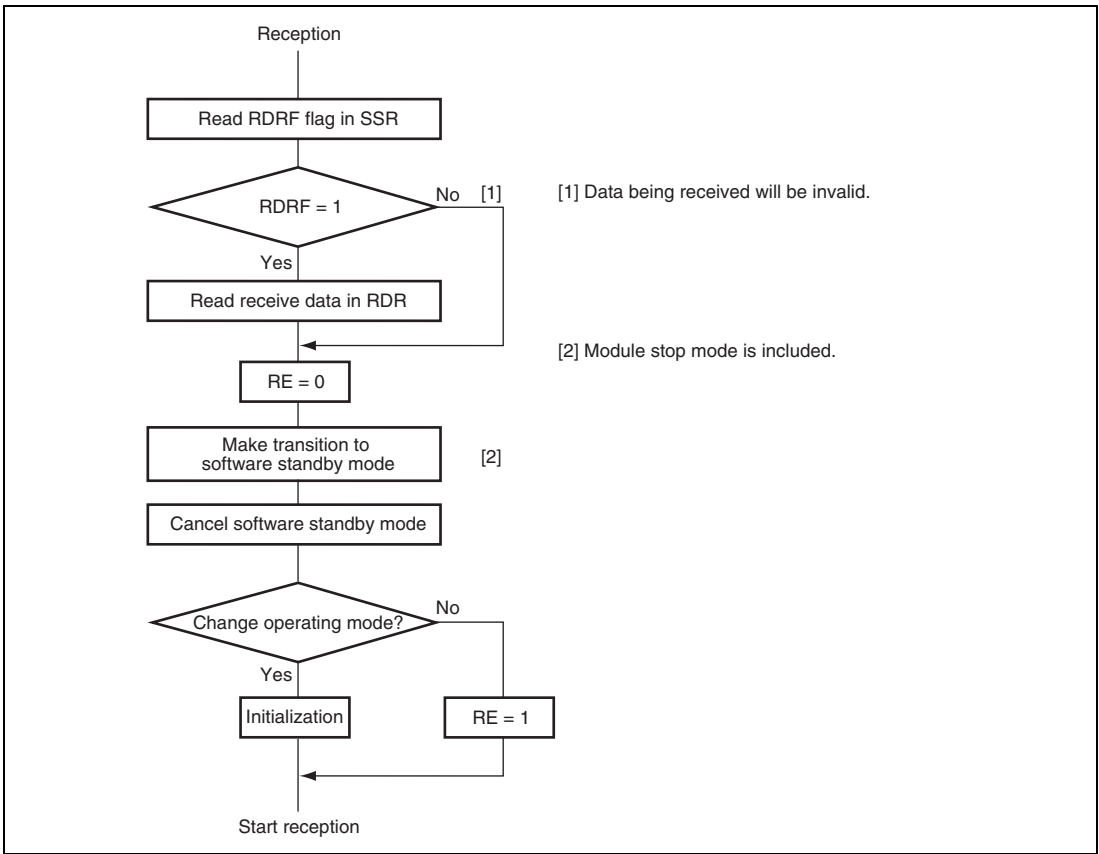 Reception
Read RDRF flag in SSR
RDRF = 1
No [1]
[1] Data being received will be invalid.
Yes
Read receive data in RDR
[2] Module stop mode is included.
RE = 0
Make transition to
software standby mode
[2]
Cancel software standby mode
Change operating mode?
No
Yes
Initialization
RE = 1
Start reception